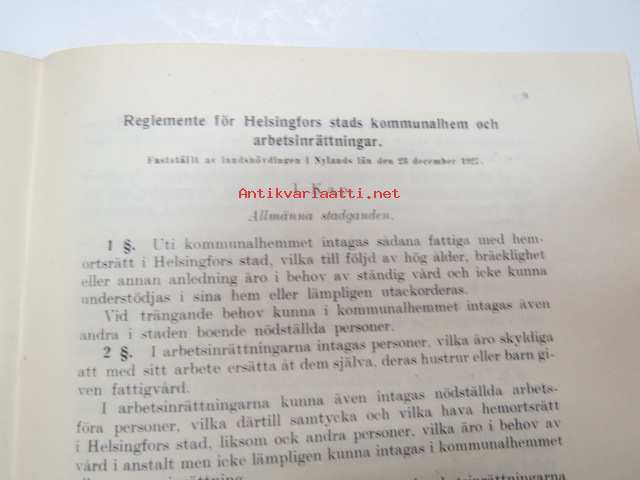 Reglemente för Helsingfors stads kommunalhem och
arbetsinrättningar.
Fastställt av landshövdingen i Nylands län den 28 december 1927.
I Kap.
Antikvariaatti.com
Allmänna stadganden.
1 §. Uti kommunalhemmet intagas sådana fattiga med hem-
ortsrätt i Helsingfors stad, vilka till följd av hög ålder, bräcklighet
eller annan anledning äro i behov av ständig vård och icke kunna
understödjas i sina hem eller lämpligen utackorderas.
Vid trängande behov kunna i kommunalhemmet intagas även
andra i staden boende nödställda personer.
2 §. I arbetsinrättningarna intagas personer, vilka äro skyldiga
att med sitt arbete ersätta åt dem själva, deras hustrur eller barn gi-
ven fattigvård.
I arbetsinrättningarna kunna även intagas nödställda arbets-
föra personer, vilka därtill samtycka och vilka hava hemortsrätt
i Helsingfors stad, liksom ock andra personer, vilka äro i behov av
vård i anstalt men icke lämpligen kunna intagas i kommunalhemmet